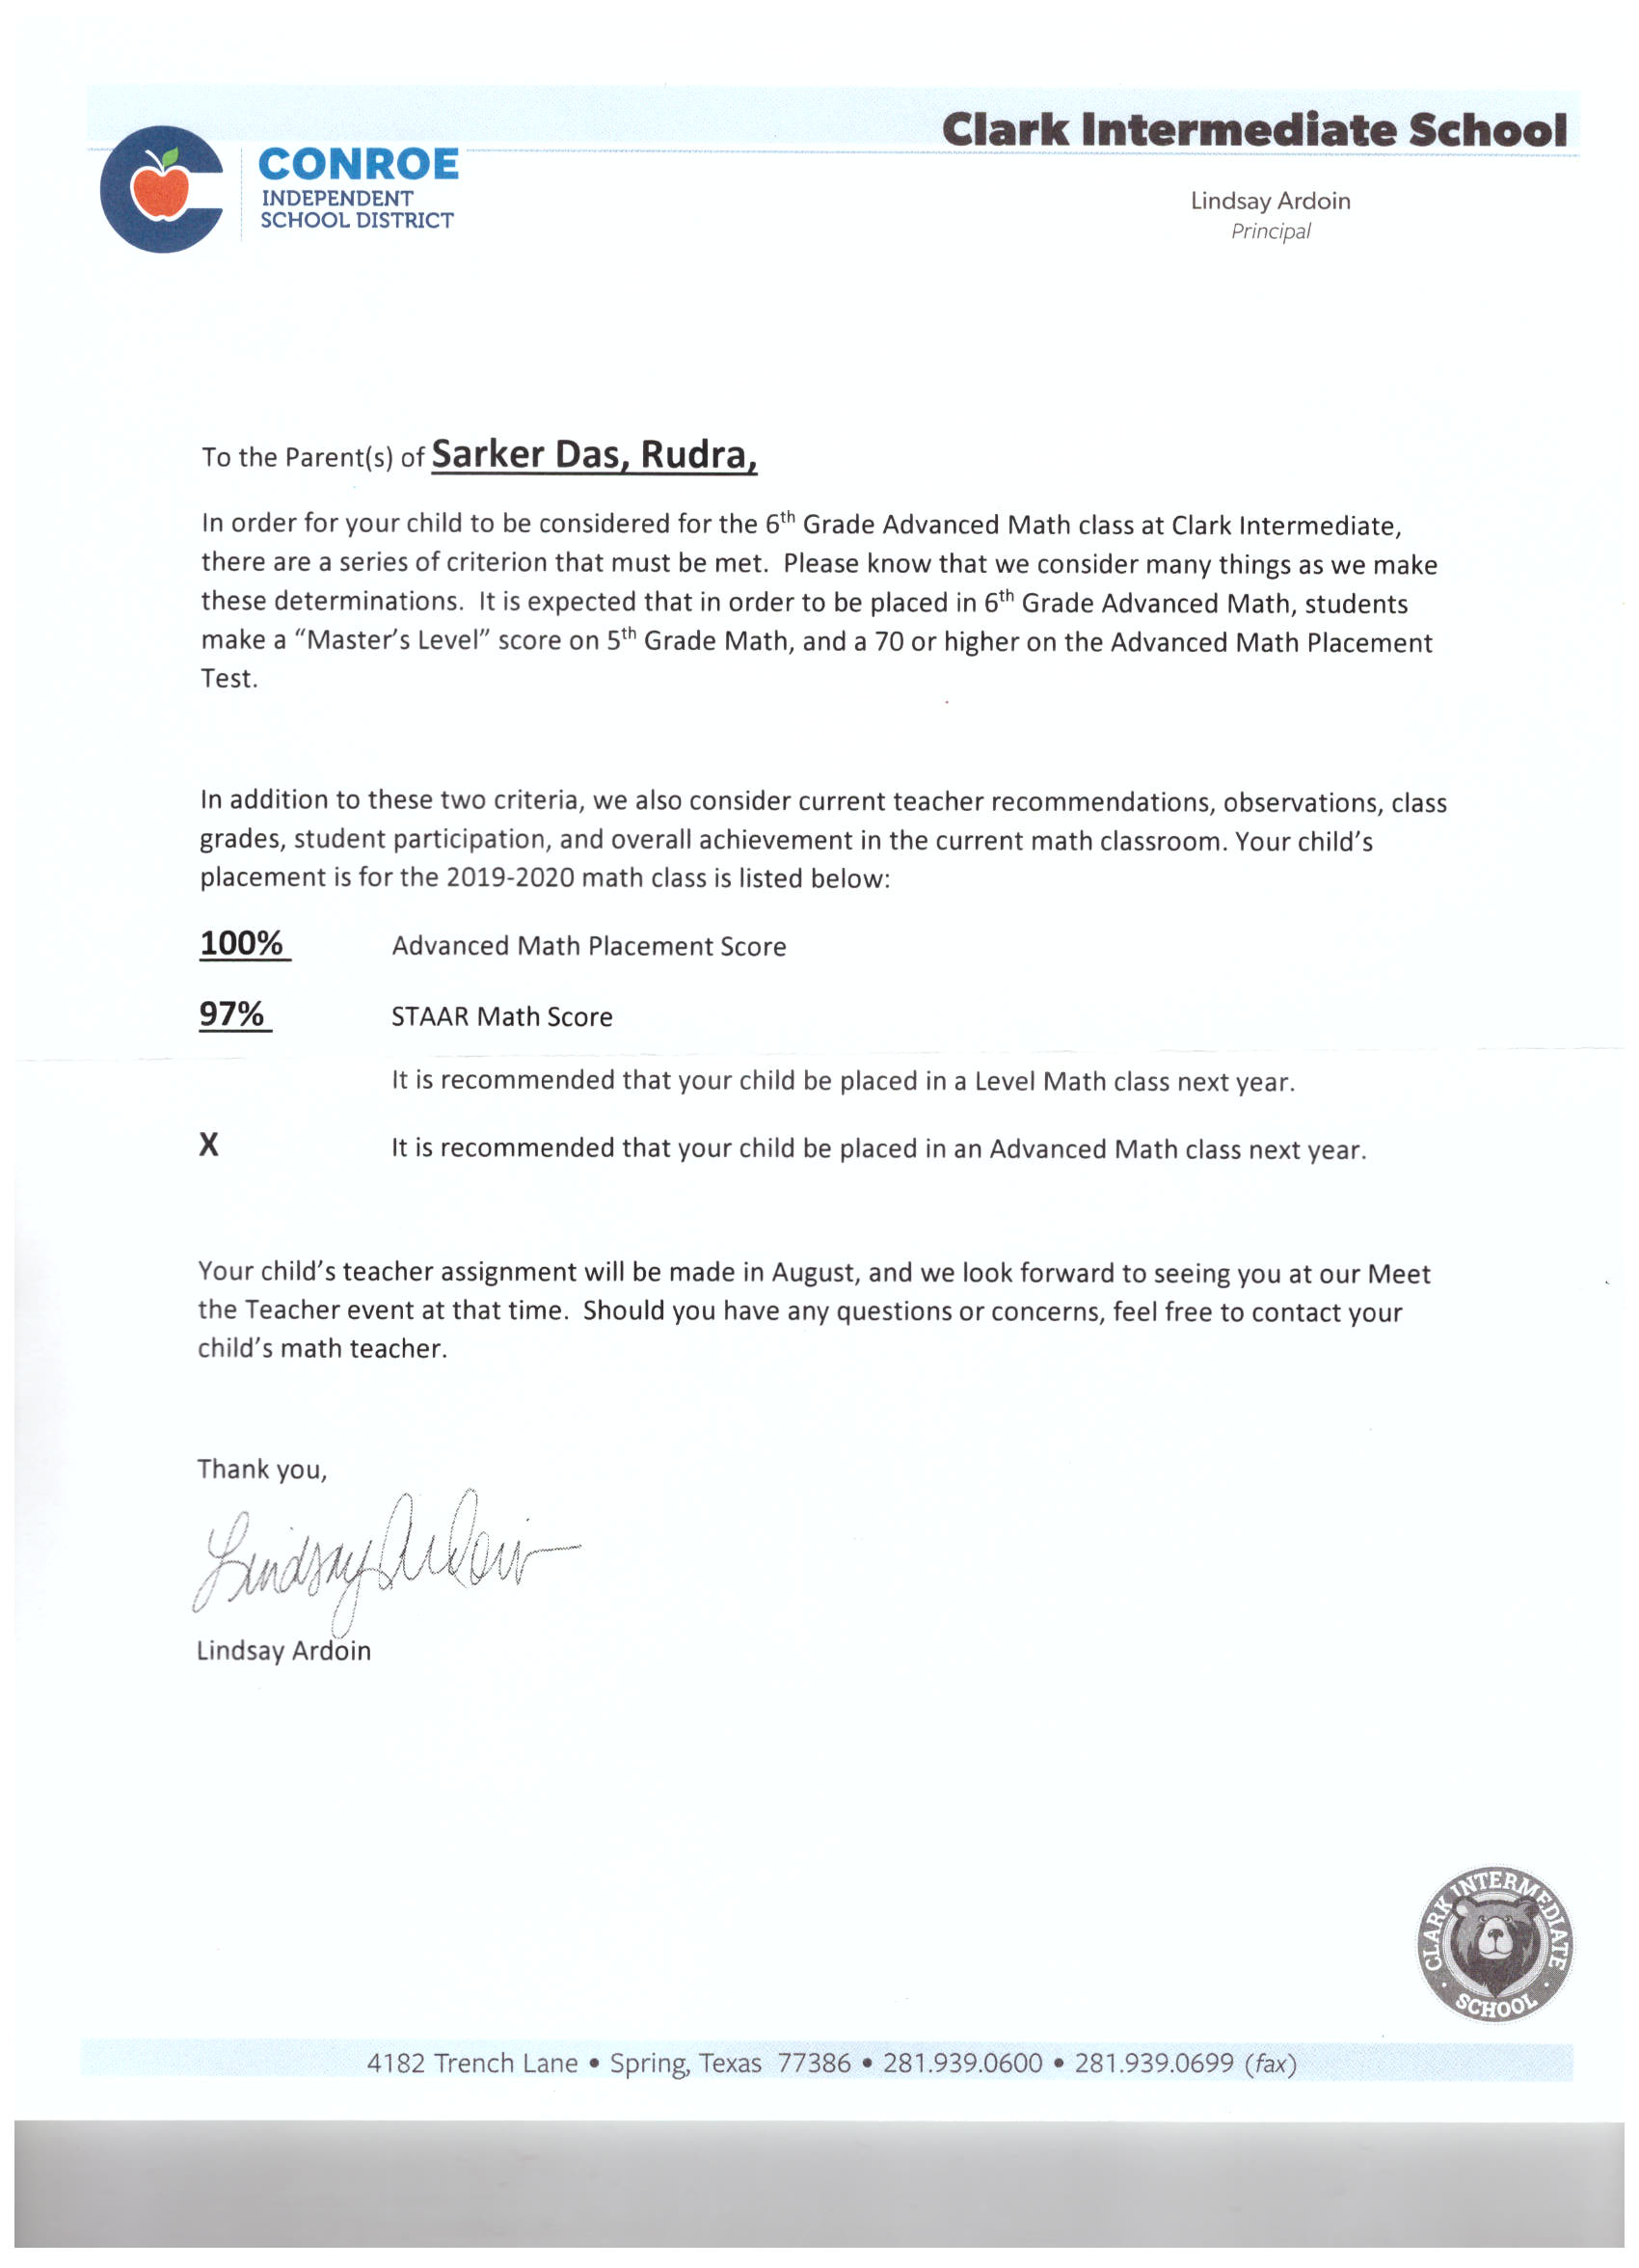 Clark Intermediate School
CONROE
INDEPENDENT
SCHOOL DISTRICT
Lindsay Ardoin
Principal
To the Parent(s) of Sarker Das, Rudra,
In order for your child to be considered for the 6th Grade Advanced Math class at Clark Intermediate,
there are a series of criterion that must be met. Please know that we consider many things as we make
these determinations. It is expected that in order to be placed in 6th Grade Advanced Math, students
make a “Master’s Level” score on 5th Grade Math, and a 70 or higher on the Advanced Math Placement
Test.
In addition to these two criteria, we also consider current teacher recommendations, observations, class
grades, student participation, and overall achievement in the current math classroom. Your child’s
placement is for the 2019-2020 math class is listed below:
100% Advanced Math Placement Score
97% STAAR Math Score
It is recommended that your child be placed in a Level Math class next year.
X It is recommended that your child be placed in an Advanced Math class next year.
Your child’s teacher assignment will be made in August, and we look forward to seeing you at our Meet
the Teacher event at that time. Should you have any questions or concerns, feel free to contact your
child’s math teacher.
Thank you,
Lindsay Ardoin
Lindsay Ardoin
CLARK INTERMEDIATE
SCHOOL
4182 Trench Lane • Spring, Texas 77386 • 281.939.0600 • 281.939.0699 (fax)